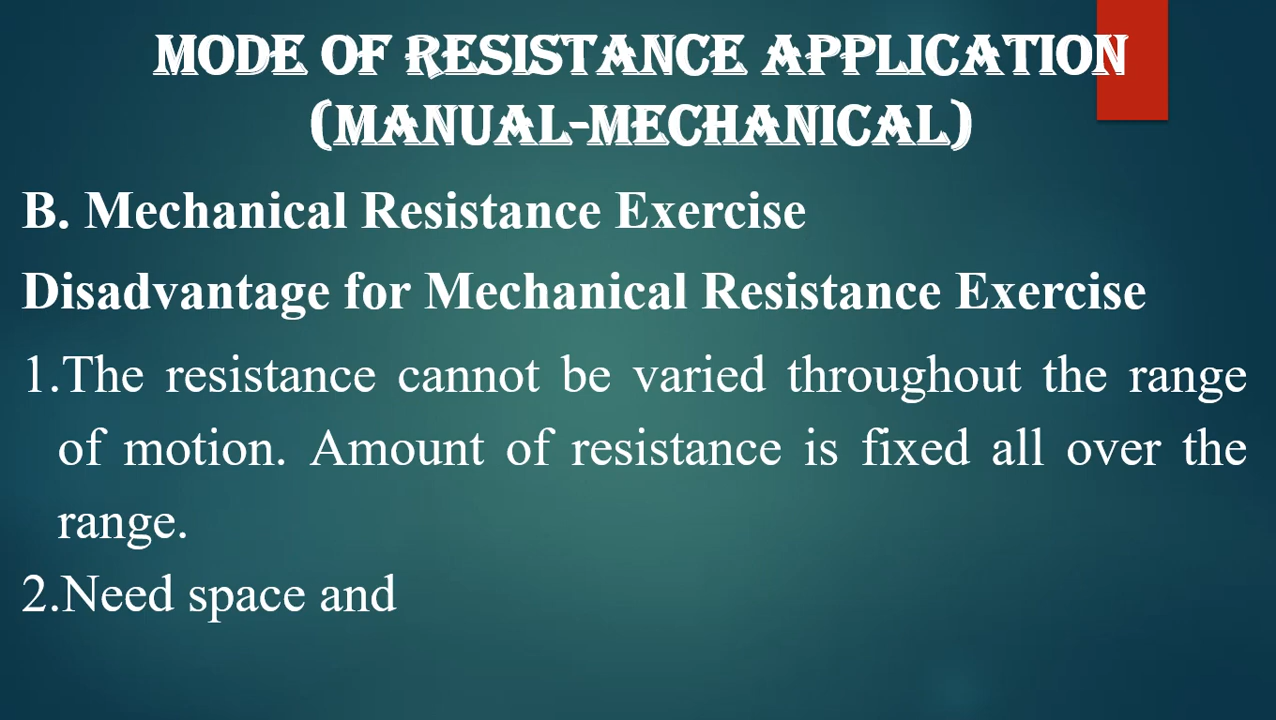 MODE OF RESISTANCE APPLICATION
(MANUAL-MECHANICAL)
B. Mechanical Resistance Exercise
Disadvantage for Mechanical Resistance Exercise
1.The resistance cannot be varied throughout the range
of motion. Amount of resistance is fixed all over the
range.
2.Need space and